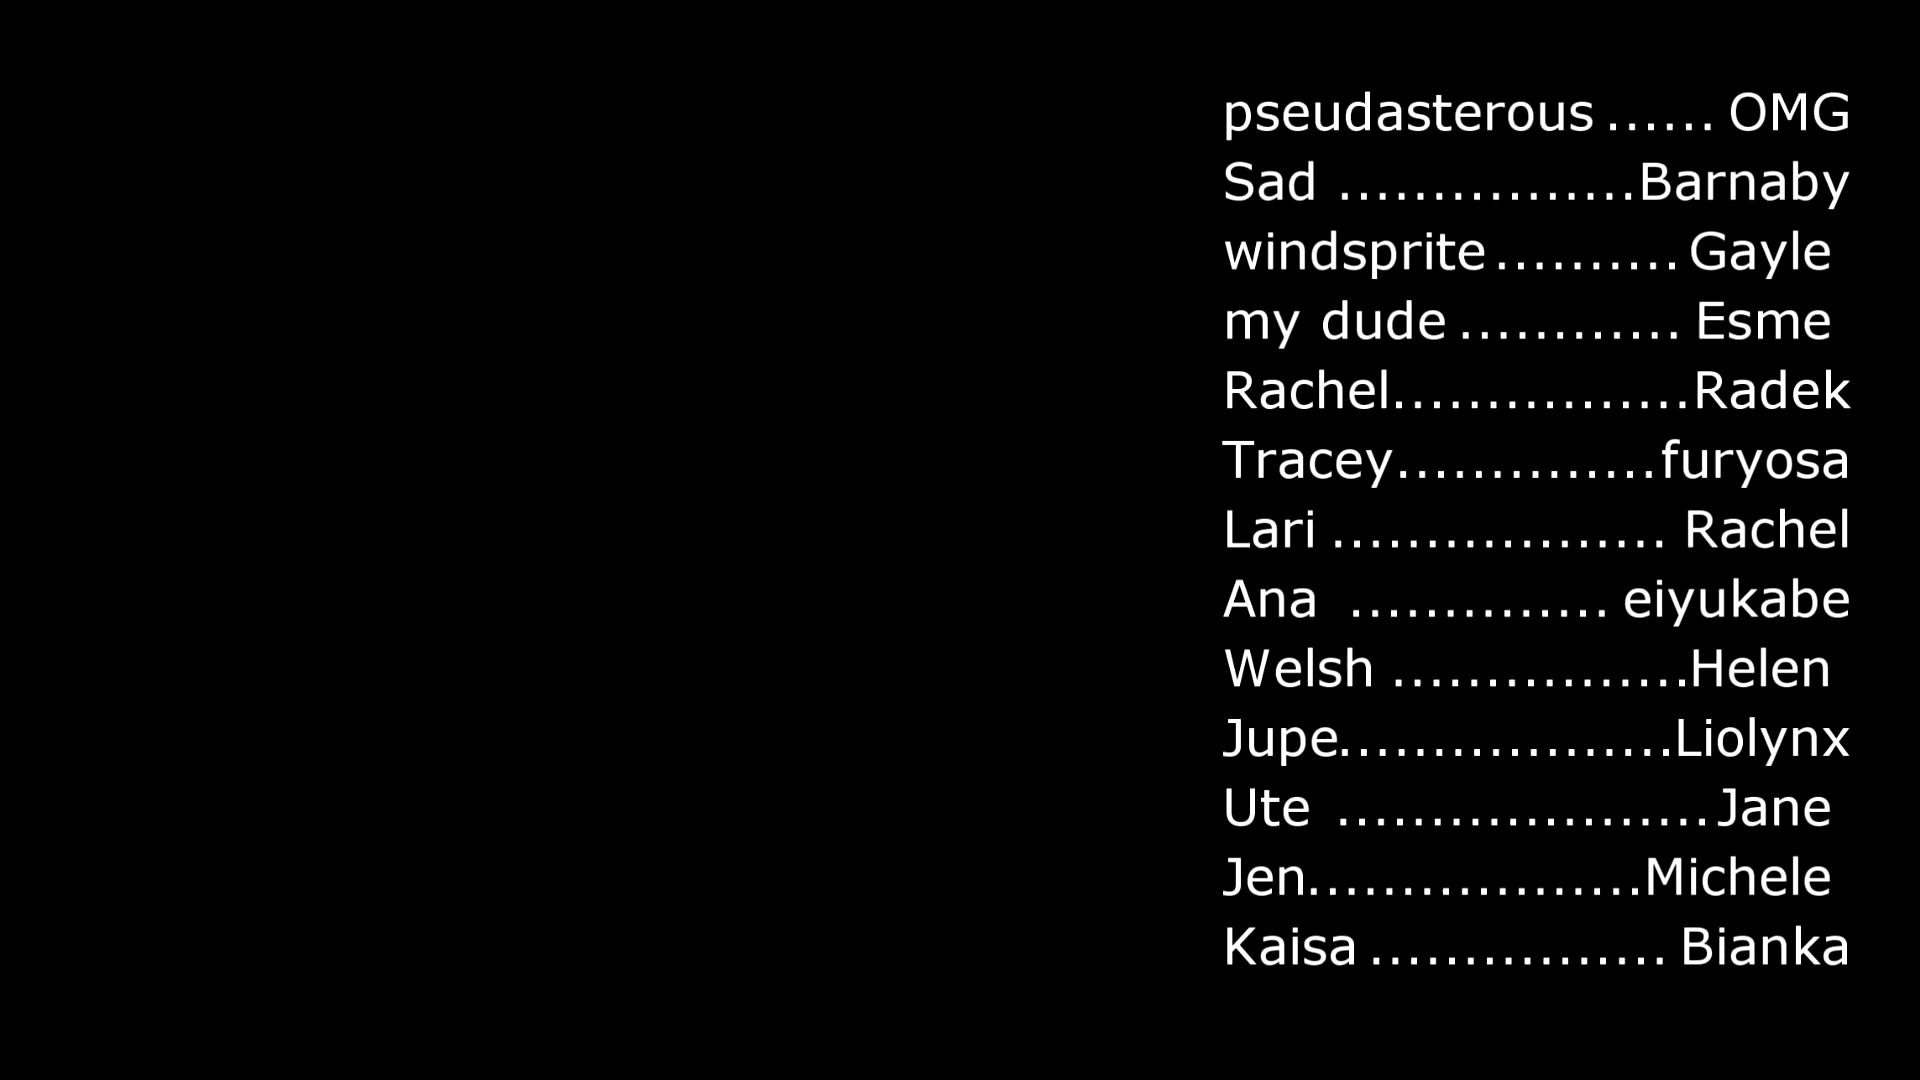 pseudasterous ...... OMG
Sad ................Barnaby
windsprite.......... Gayle
my dude ............ Esme
Rachel................Radek
Tracey..............furyosa
Lari .................. Rachel
Ana .............. eiyukabe
Welsh ................Helen
Jupe..................Liolynx
Ute ....................Jane
Jen..................Michele
Kaisa ................ Bianka